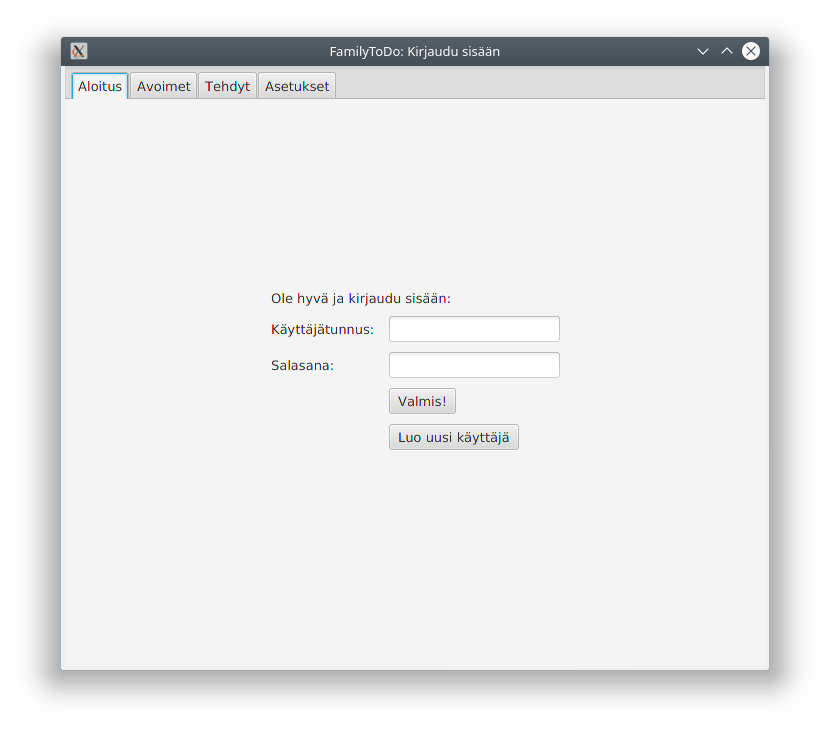 FamilyToDo: Kirjaudu sisään
Aloitus Avoimet Tehdyt Asetukset
Ole hyvä ja kirjaudu sisään:
Käyttäjätunnus:
Salasana:
Valmis!
Luo uusi käyttäjä